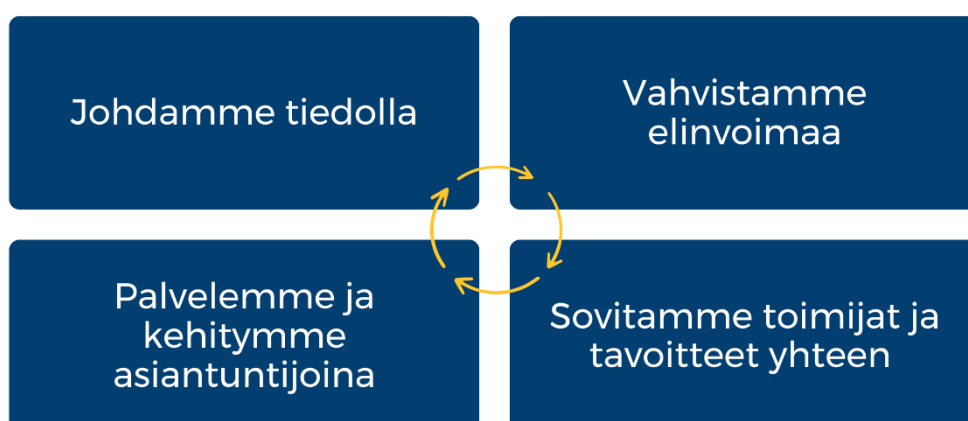 Johdamme tiedolla
Vahvistamme
elinvoimaa
Palvelemme ja
kehitymme
asiantuntijoina
Sovitamme toimijat ja
tavoitteet yhteen